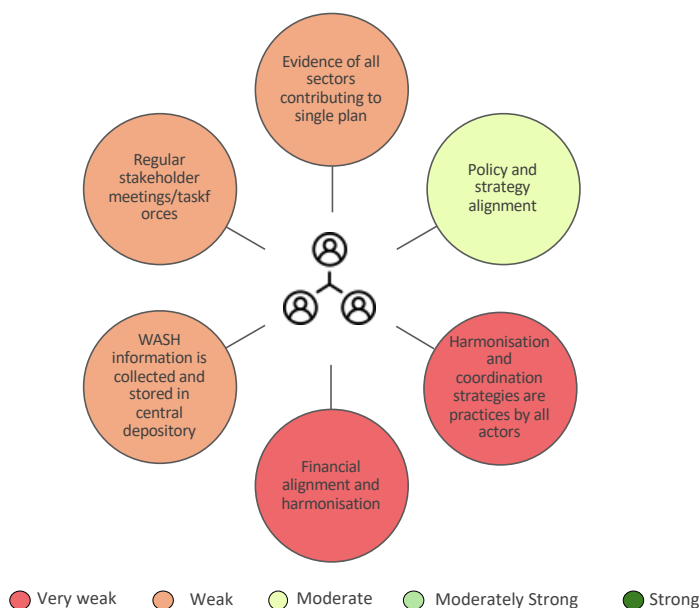 Evidence of all
sectors
contributing to
single plan
Regular
stakeholder
meetings/taskf
orces
Policy and
strategy
alignment
WASH
information is
collected and
stored in
central
depository
Harmonisation
and
coordination
strategies are
practices by all
actors
Financial
alignment and
harmonisation
Very weak
Weak
Moderate
Moderately Strong
Strong